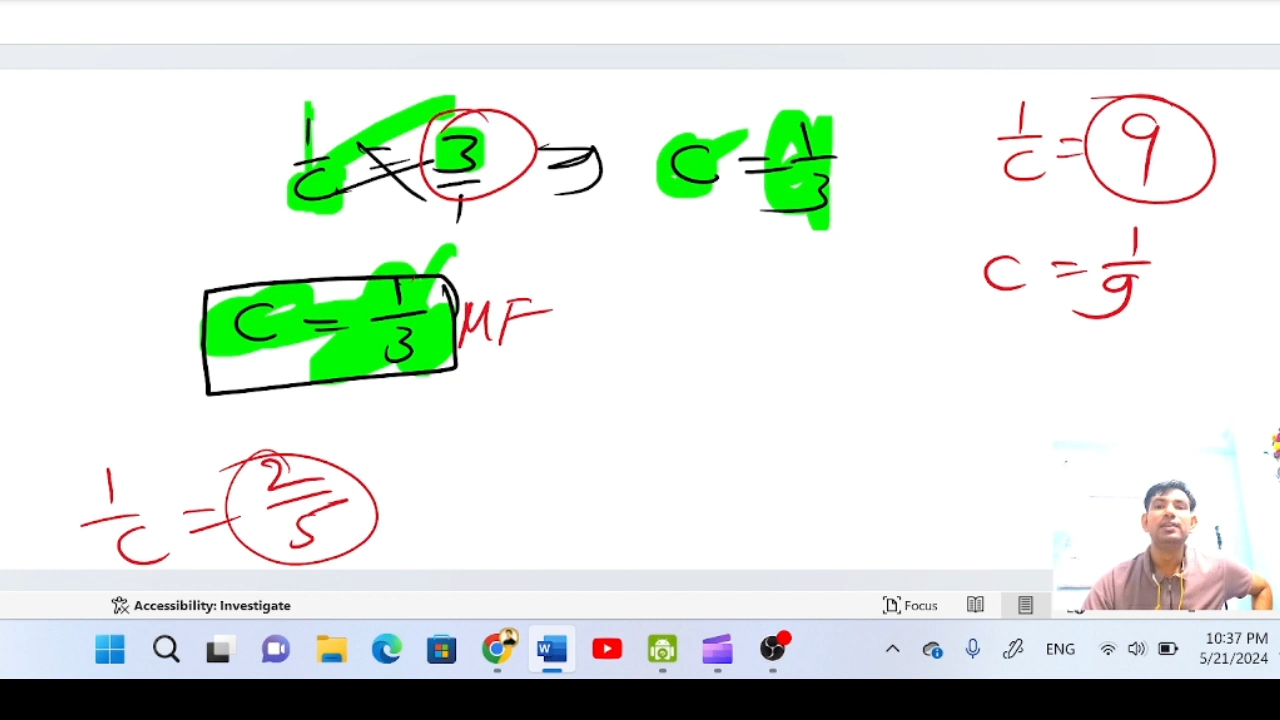 1/C = 3/1 ⇒ C = 1/3
1/C = 9
C = 1/9
C = 1/3 μF
1/C = 2/5
Accessibility: Investigate
Focus
ENG
10:37 PM
5/21/2024